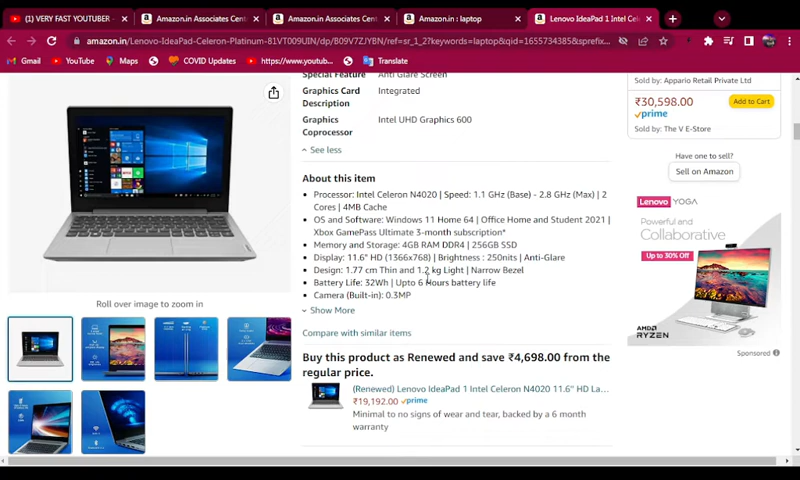 VERY FAST YOUTUBER"
Amazon.in Associates Cent
Amazon.in Associates Cent
Amazon.in : laptop
Lenovo IdeaPad 1 Intel Cel
amazon.in/Lenovo-IdeaPad-Celeron-Platinum-81VT009UIN/dp/B09V7ZJYBN/ref=sr_1_2?keywords=laptop&qid=1655734385&sprefix...
Gmail
YouTube
Maps
COVID Updates
https://www.youtub...
Translate
Special Feature
Anti Glare Screen
Graphics Card Description
Integrated
Graphics Coprocessor
Intel UHD Graphics 600
See less
About this item
Processor: Intel Celeron N4020 | Speed: 1.1 GHz (Base) - 2.8 GHz (Max) | 2
Cores | 4MB Cache
OS and Software: Windows 11 Home 64 | Office Home and Student 2021 |
Xbox GamePass Ultimate 3-month subscription*
Memory and Storage: 4GB RAM DDR4 | 256GB SSD
Display: 11.6" HD (1366x768) | Brightness : 250nits | Anti-Glare
Design: 1.77 cm Thin and 1.2 kg Light | Narrow Bezel
Battery Life: 32Wh | Upto 6 Hours battery life
Camera (Built-in): 0.3MP
Show More
Compare with similar items
Buy this product as Renewed and save ₹4,698.00 from the
regular price.
(Renewed) Lenovo IdeaPad 1 Intel Celeron N4020 11.6" HD La...
₹19,192.00 prime
Minimal to no signs of wear and tear, backed by a 6 month
warranty
Roll over image to zoom in
Sold by: Appario Retail Private Ltd
₹30,598.00
Add to Cart
prime
Sold by: The V E-Store
Have one to sell?
Sell on Amazon
Lenovo YOGA
Powerful and
Collaborative
Up to 30% Off
AMD
RYZEN
Sponsored